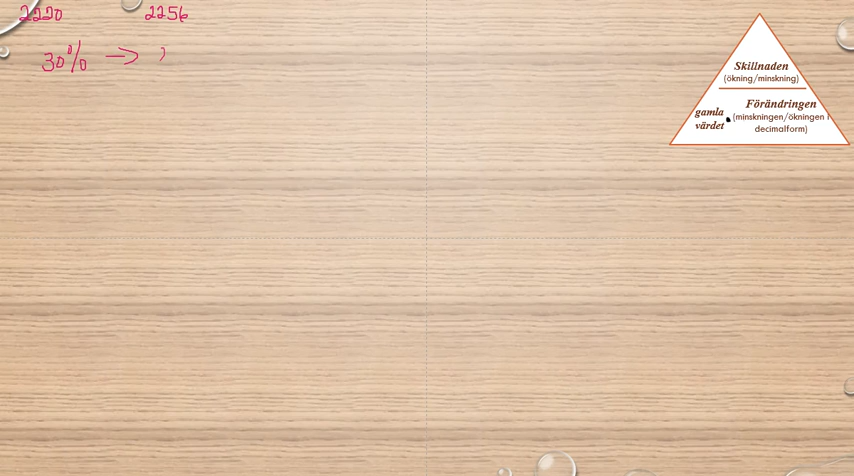 2220 2256
30% →
Skillnaden
(ökning/minskning)
gamla
värdet
Förändringen
(minskningen/ökningen i
decimalform)